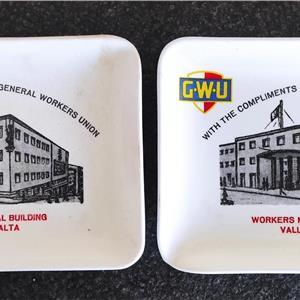 GENERAL WORKERS UNION
AL BUILDING
ALTA
G·W·U
WITH THE COMPLIMENTS
WORKERS M
VALL